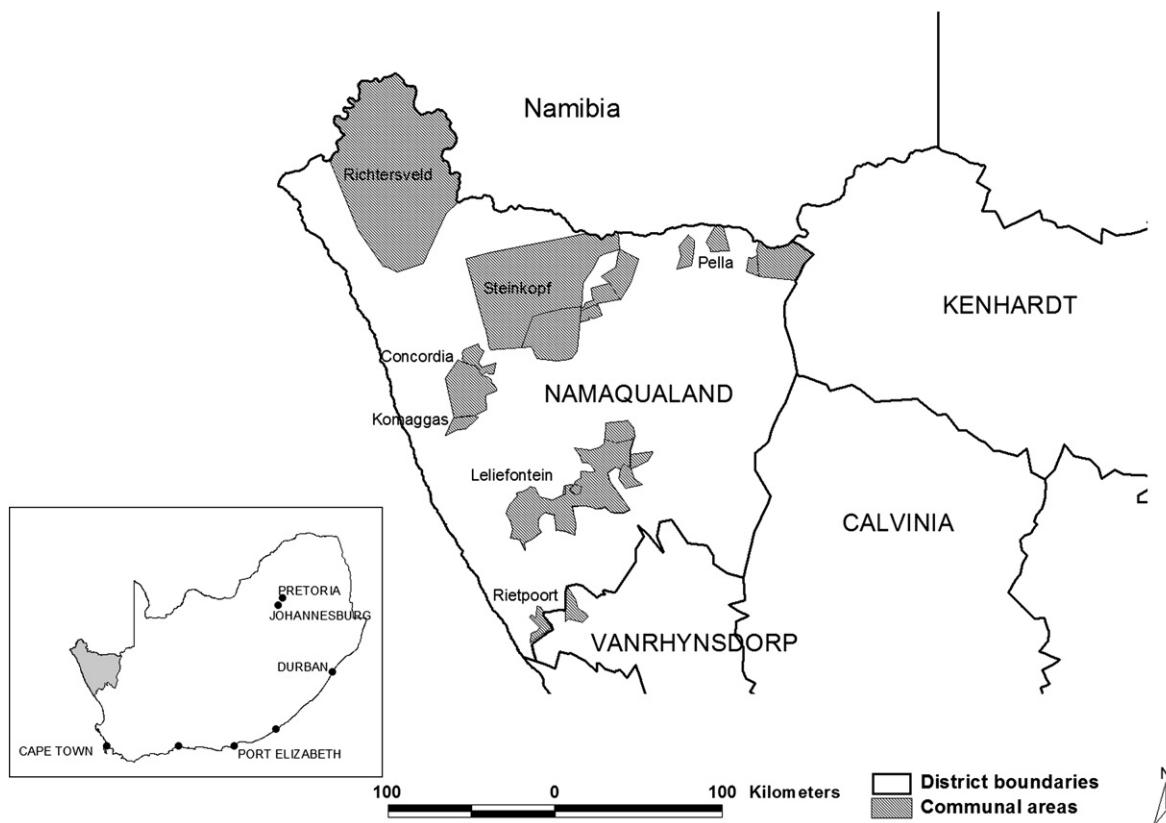 Namibia
Richtersveld
Pella
Steinkopf
KENHARDT
Concordia
NAMAQUALAND
Komaggas
Leliefontein
CALVINIA
Rietpoort
VANRHYNSDORP
PRETORIA
JOHANNESBURG
DURBAN
CAPE TOWN
PORT ELIZABETH
100 0 100 Kilometers
District boundaries
Communal areas
N